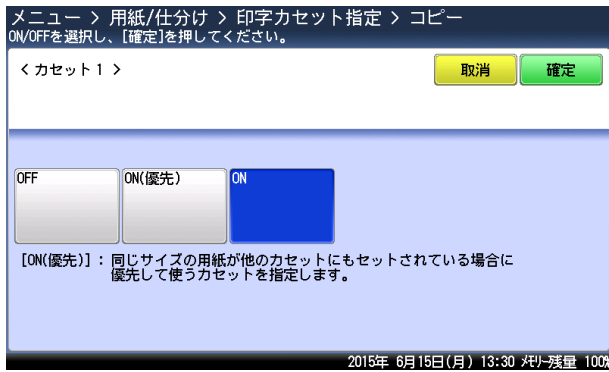 メニュー > 用紙/仕分け > 印字カセット指定 > コピー
ON/OFFを選択し、[確定]を押してください。
<カセット1>
取消
確定
OFF
ON(優先)
ON
[ON(優先)]：同じサイズの用紙が他のカセットにもセットされている場合に
優先して使うカセットを指定します。
2015年 6月15日(月) 13:30 ﾒﾓﾘｰ残量 100%